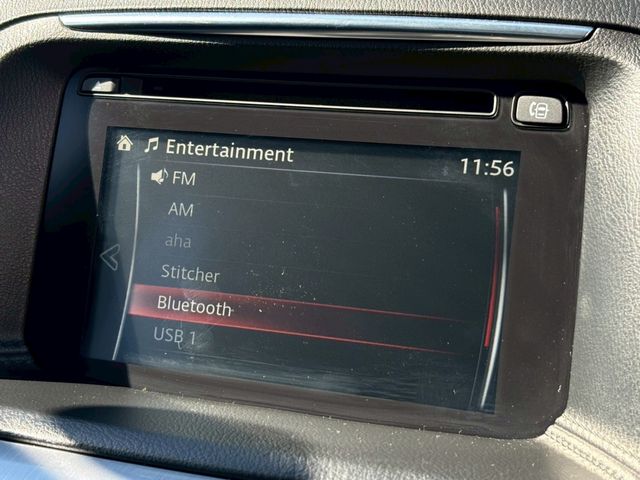 Entertainment
11:56
FM
AM
aha
Stitcher
Bluetooth
USB 1